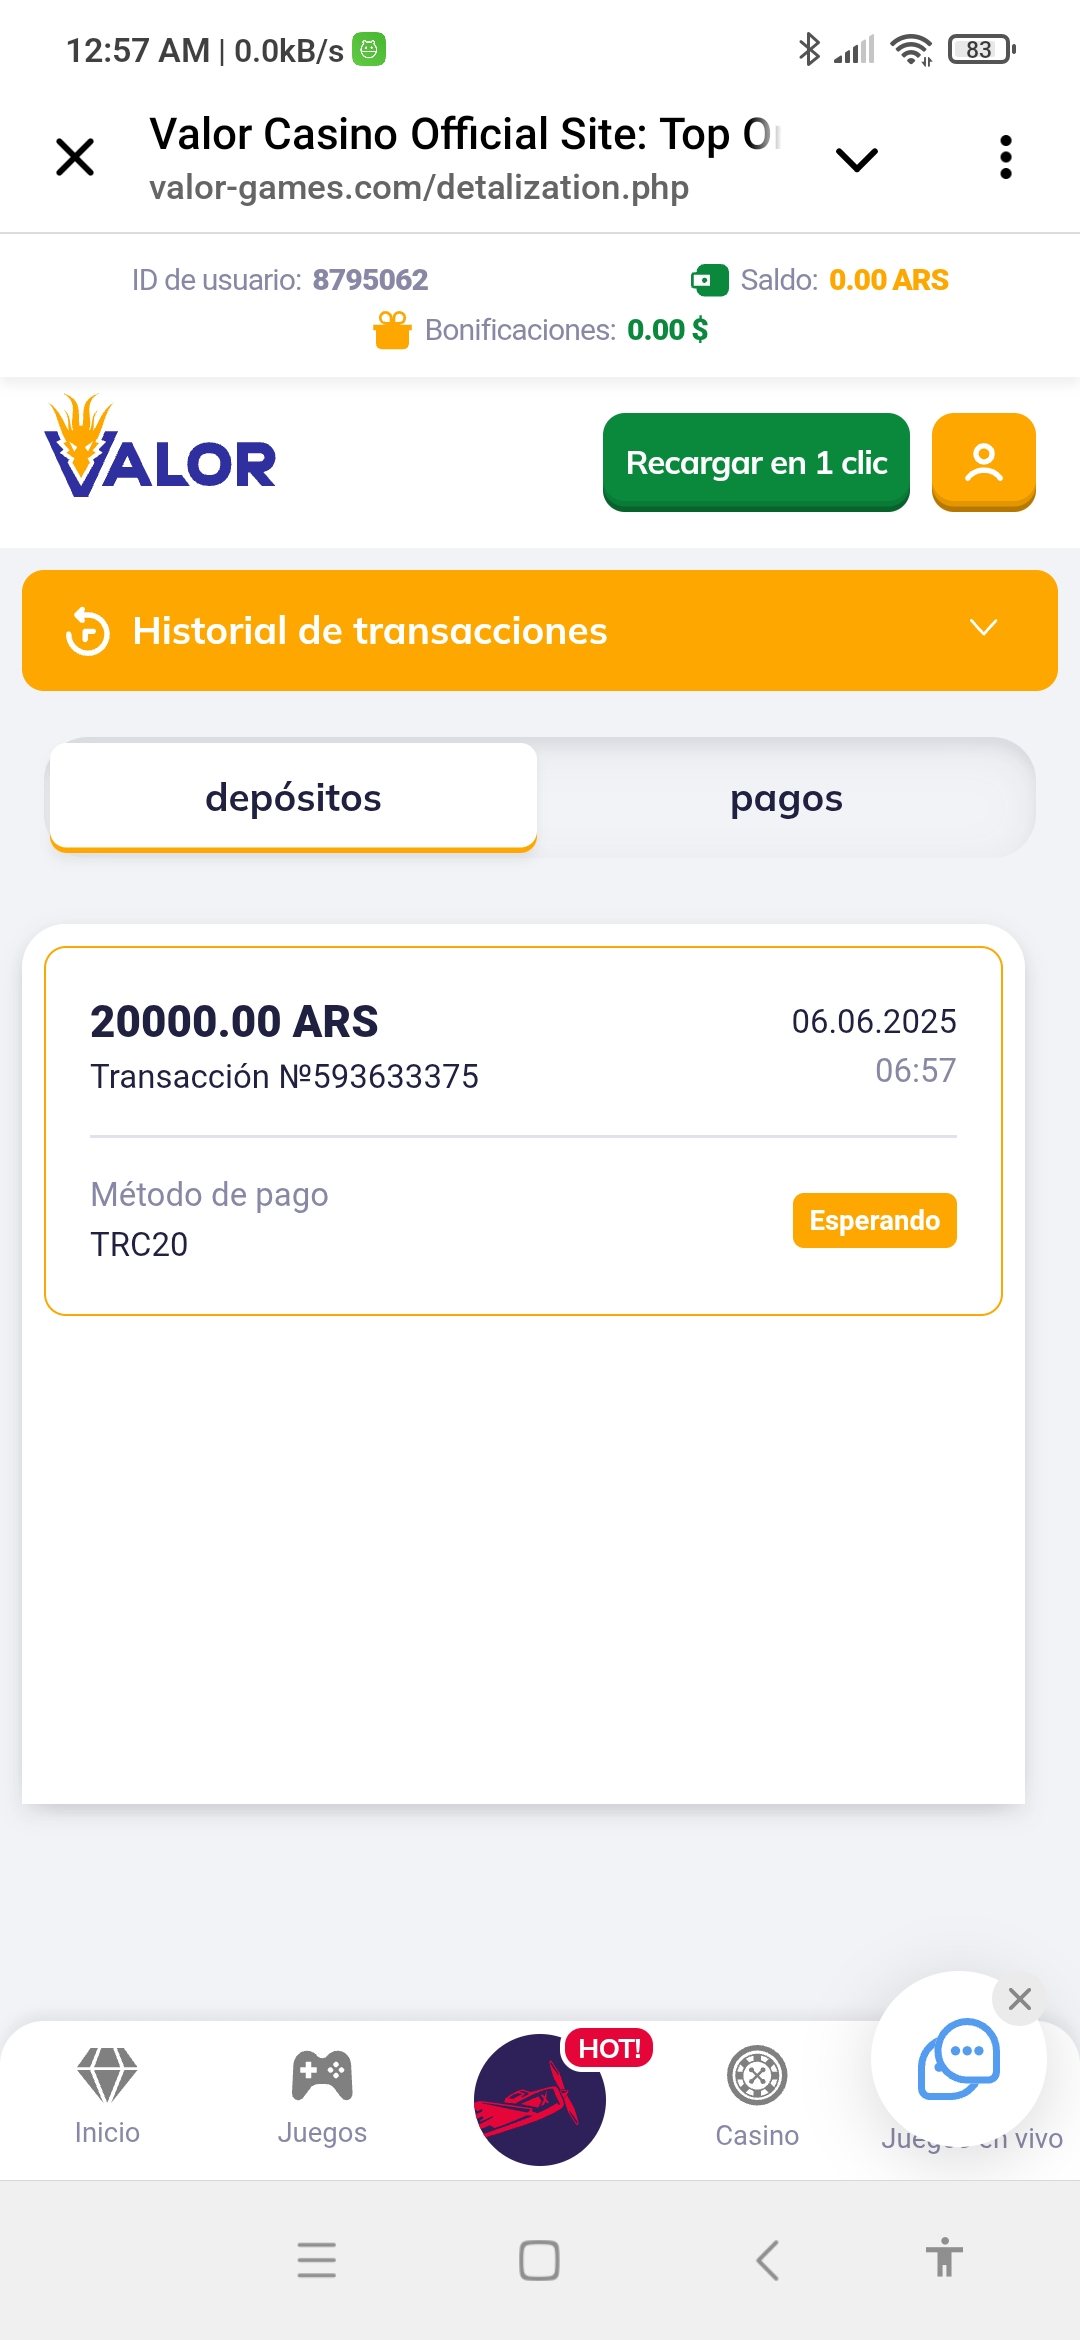 12:57 AM | 0.0kB/s
83
Valor Casino Official Site: Top O
valor-games.com/detalization.php
ID de usuario: 8795062
Saldo: 0.00 ARS
Bonificaciones: 0.00 $
VALOR
Recargar en 1 clic
Historial de transacciones
depósitos
pagos
20000.00 ARS
06.06.2025
Transacción №593633375
06:57
Método de pago
TRC20
Esperando
HOT!
Inicio
Juegos
Casino
Juegos en vivo